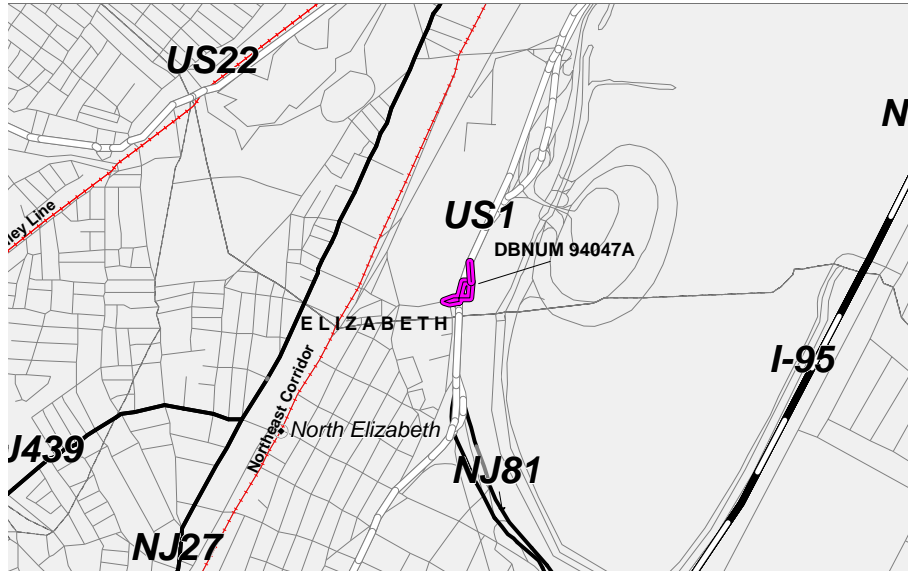 US22
N
US1
ley Line
DBNUM 94047A
ELIZABETH
I-95
Northeast Corridor
North Elizabeth
J439
NJ81
NJ27